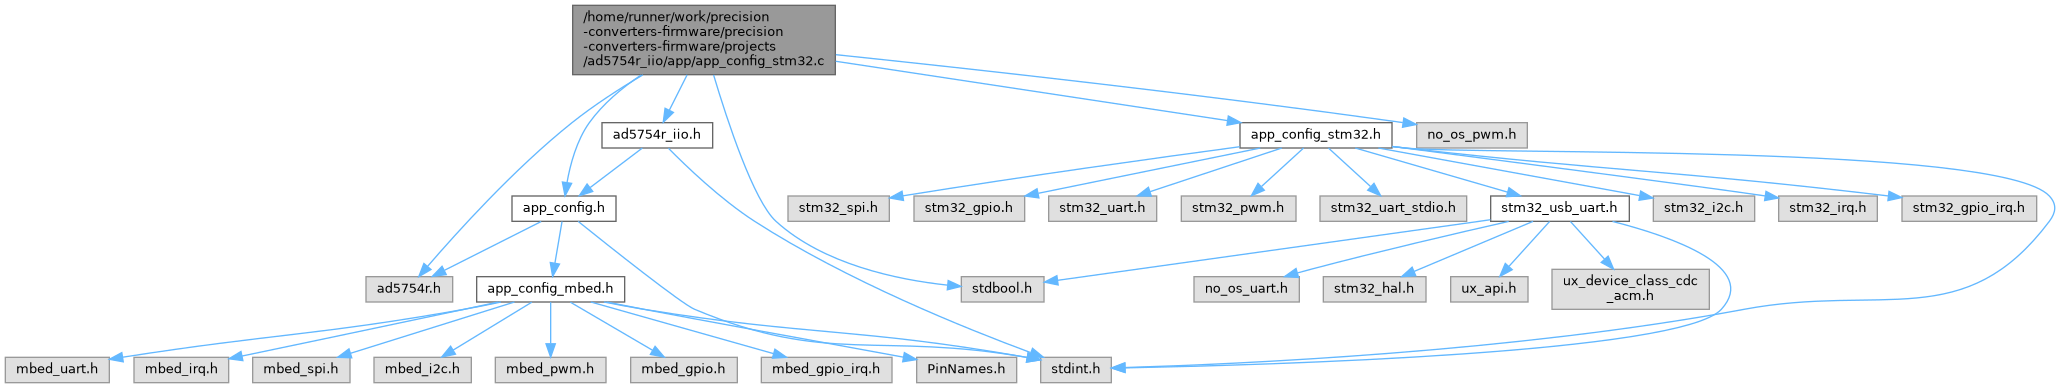 /home/runner/work/precision
-converters-firmware/precision
-converters-firmware/projects
/ad5754r_iio/app/app_config_stm32.c
ad5754r_iio.h
app_config_stm32.h
no_os_pwm.h
app_config.h
stm32_spi.h
stm32_gpio.h
stm32_uart.h
stm32_pwm.h
stm32_uart_stdio.h
stm32_usb_uart.h
stm32_i2c.h
stm32_irq.h
stm32_gpio_irq.h
ad5754r.h
app_config_mbed.h
stdbool.h
no_os_uart.h
stm32_hal.h
ux_api.h
ux_device_class_cdc
_acm.h
mbed_uart.h
mbed_irq.h
mbed_spi.h
mbed_i2c.h
mbed_pwm.h
mbed_gpio.h
mbed_gpio_irq.h
PinNames.h
stdint.h